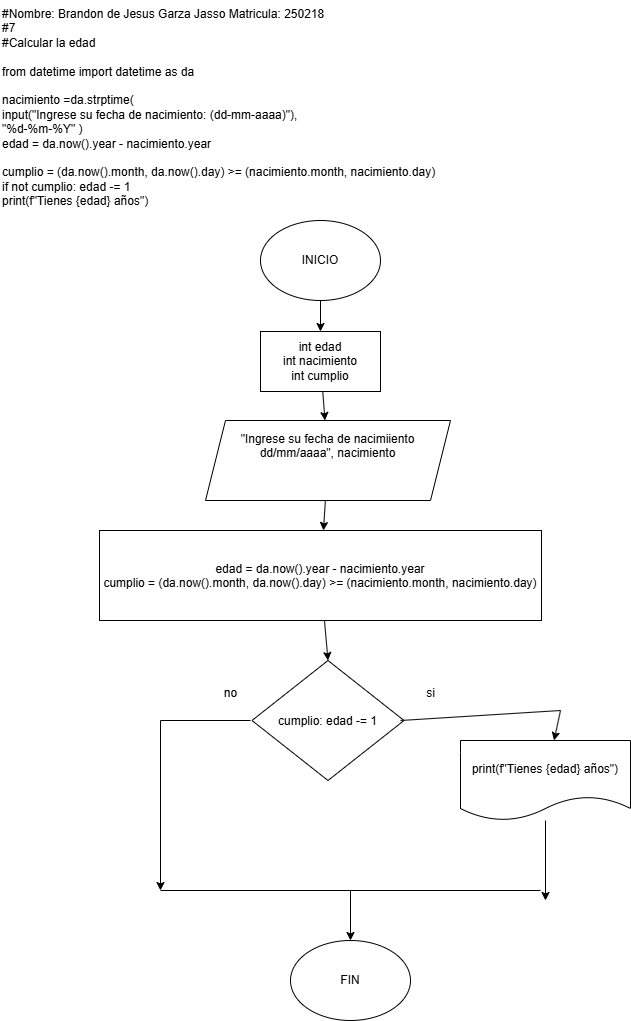 #Nombre: Brandon de Jesus Garza Jasso Matricula: 250218
#7
#Calcular la edad
from datetime import datetime as da
nacimiento =da.strptime(
input("Ingrese su fecha de nacimiento: (dd-mm-aaaa)"),
"%d-%m-%Y" )
edad = da.now().year - nacimiento.year
cumplio = (da.now().month, da.now().day) >= (nacimiento.month, nacimiento.day)
if not cumplio: edad -= 1
print(f"Tienes {edad} años")
INICIO
int edad
int nacimiento
int cumplio
"Ingrese su fecha de nacimiiento
dd/mm/aaaa", nacimiento
edad = da.now().year - nacimiento.year
cumplio = (da.now().month, da.now().day) >= (nacimiento.month, nacimiento.day)
no
si
cumplio: edad -= 1
print(f"Tienes {edad} años")
FIN